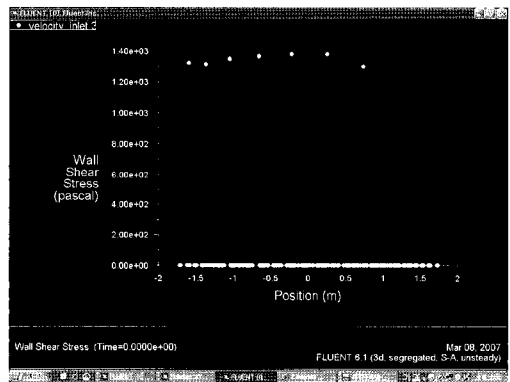 velocity_inlet.3
1.40e+03
1.20e+03
1.00e+03
8.00e+02
Wall
Shear
Stress
(pascal)
6.00e+02
4.00e+02
2.00e+02
0.00e+00
-2 -1.5 -1 -0.5 0 0.5 1 1.5 2
Position (m)
Wall Shear Stress (Time=0.0000e+00)
Mar 08, 2007
FLUENT 6.1 (3d, segregated, S-A, unsteady)